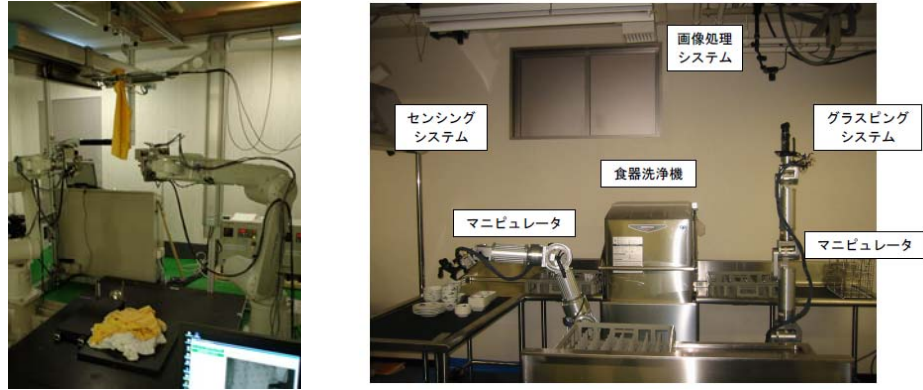 画像処理
システム
センシング
システム
グラスピング
システム
食器洗浄機
マニピュレータ
マニピュレータ